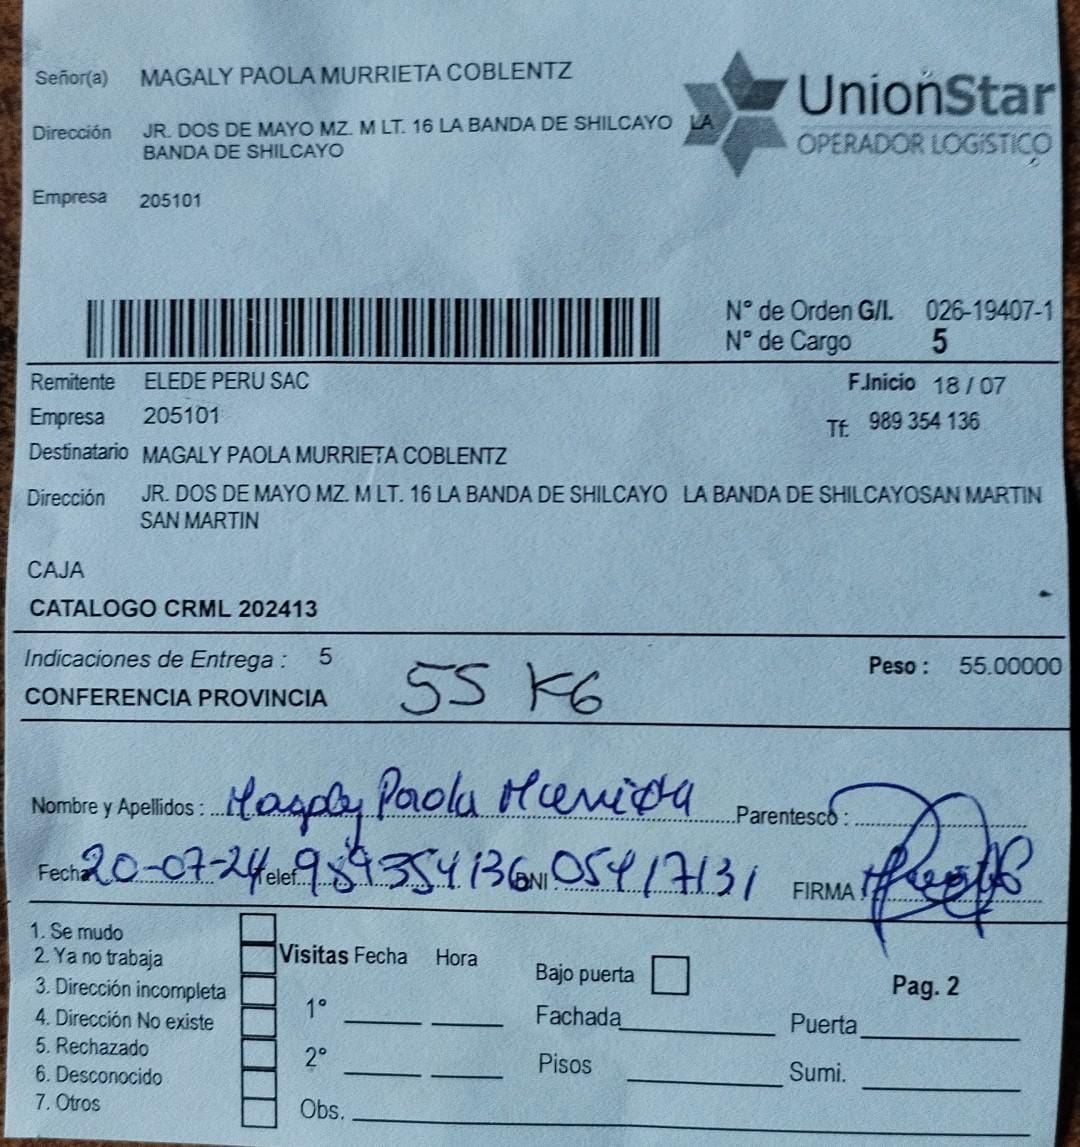 Señor(a) MAGALY PAOLA MURRIETA COBLENTZ
UnionStar
OPERADOR LOGÍSTICO
Dirección JR. DOS DE MAYO MZ. M LT. 16 LA BANDA DE SHILCAYO LA
BANDA DE SHILCAYO
Empresa 205101
N° de Orden G/I. 026-19407-1
N° de Cargo 5
Remitente ELEDE PERU SAC F.Inicio 18 / 07
Empresa 205101 Tf: 989 354 136
Destinatario MAGALY PAOLA MURRIETA COBLENTZ
Dirección JR. DOS DE MAYO MZ. M LT. 16 LA BANDA DE SHILCAYO LA BANDA DE SHILCAYOSAN MARTIN
SAN MARTIN
CAJA
CATALOGO CRML 202413
Indicaciones de Entrega : 5 Peso : 55.00000
CONFERENCIA PROVINCIA 55 KG
Nombre y Apellidos : Magaly Paola Murrieta Parentesco :
Fecha 20-07-24 Telef 989354136 DNI 05417131 FIRMA :
1. Se mudo
2. Ya no trabaja Visitas Fecha Hora
3. Dirección incompleta Bajo puerta Pag. 2
4. Dirección No existe 1° Fachada Puerta
5. Rechazado
6. Desconocido 2° Pisos Sumi.
7. Otros Obs.